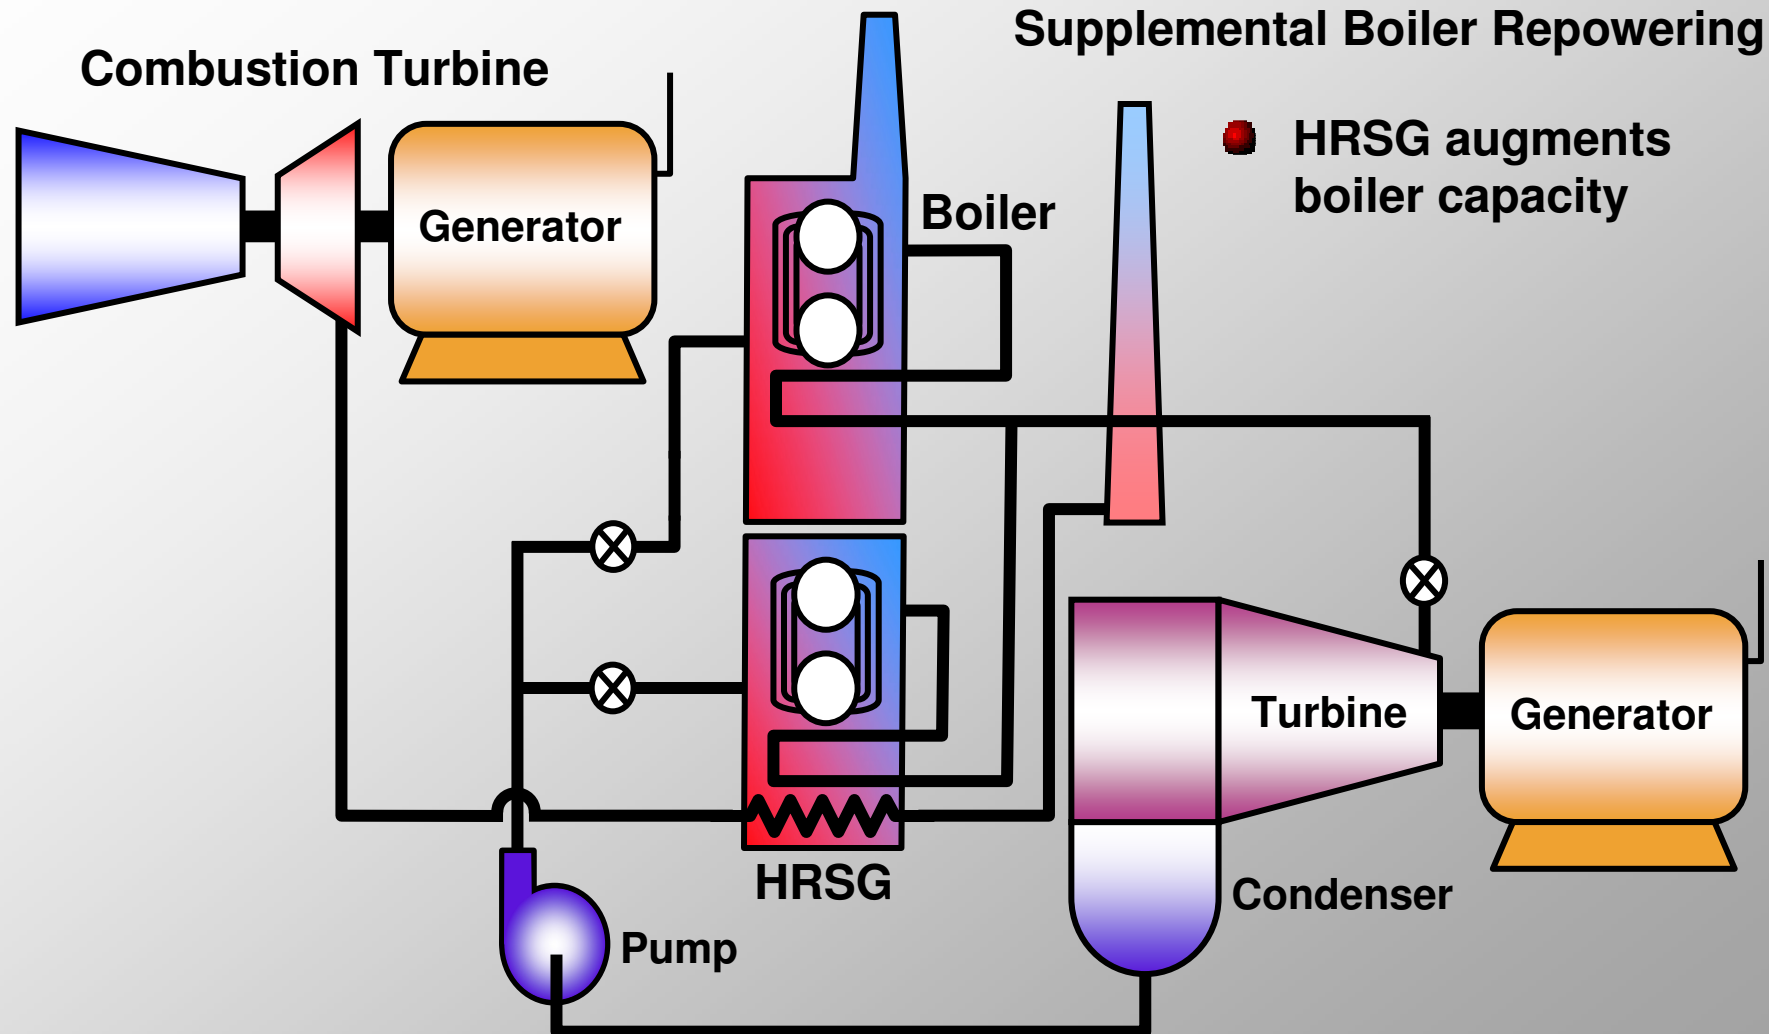 Supplemental Boiler Repowering
Combustion Turbine
HRSG augments
boiler capacity
Boiler
Generator
Turbine
Generator
HRSG
Condenser
Pump